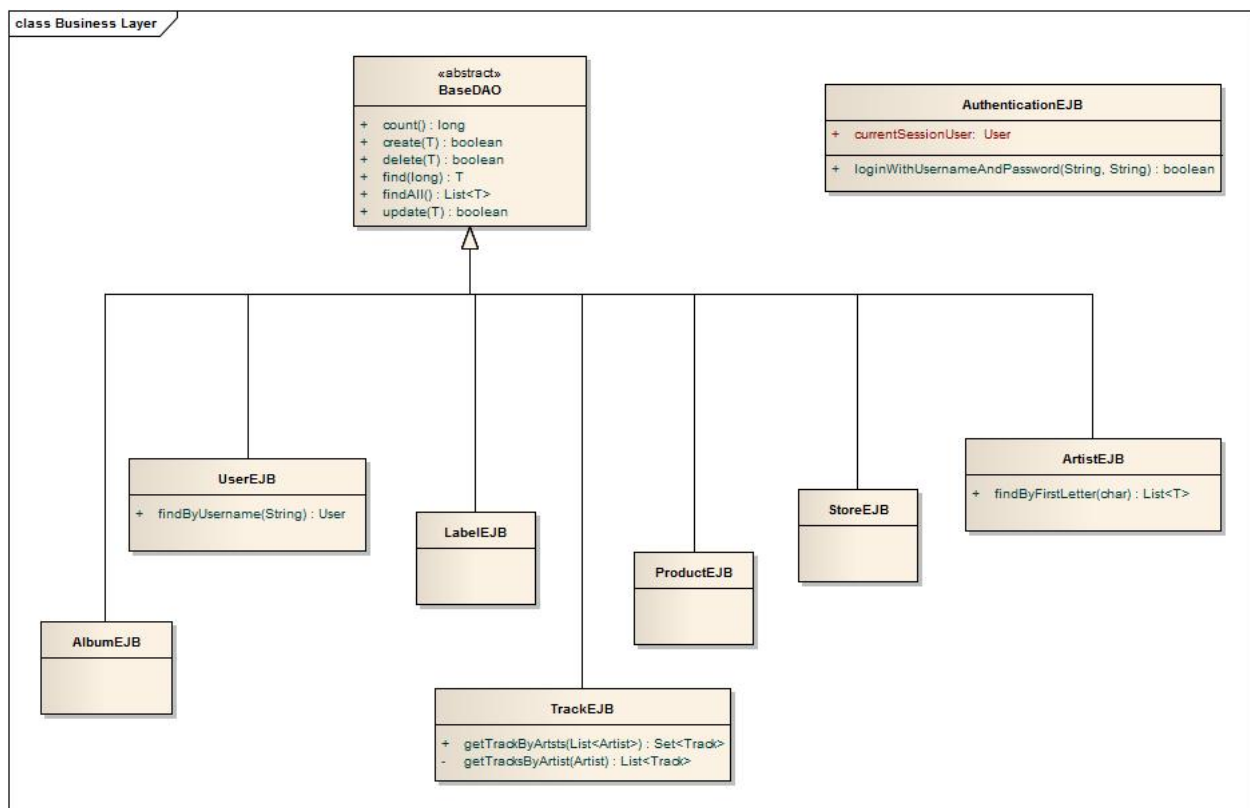 class Business Layer
«abstract»
BaseDAO
+ count() : long
+ create(T) : boolean
+ delete(T) : boolean
+ find(long) : T
+ findAll() : List<T>
+ update(T) : boolean
AuthenticationEJB
+ currentSessionUser: User
+ loginWithUsernameAndPassword(String, String) : boolean
UserEJB
+ findByUsername(String) : User
ArtistEJB
+ findByFirstLetter(char) : List<T>
StoreEJB
LabelEJB
ProductEJB
AlbumEJB
TrackEJB
+ getTrackByArtsts(List<Artist>) : Set<Track>
- getTracksByArtist(Artist) : List<Track>